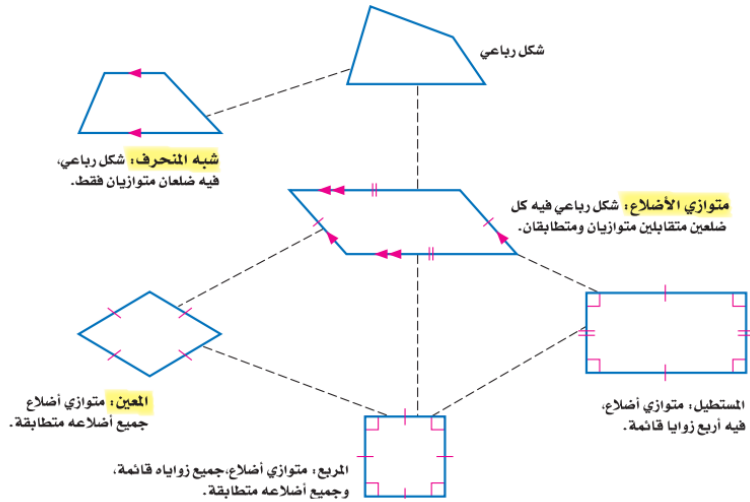 شكل رباعي
شبه المنحرف: شكل رباعي،
فيه ضلعان متوازيان فقط.
متوازي الأضلاع: شكل رباعي فيه كل
ضلعين متقابلين متوازيان ومتطابقان.
المعين: متوازي أضلاع
جميع أضلاعه متطابقة.
المستطيل: متوازي أضلاع،
فيه أربع زوايا قائمة.
المربع: متوازي أضلاع،جميع زواياه قائمة،
وجميع أضلاعه متطابقة.